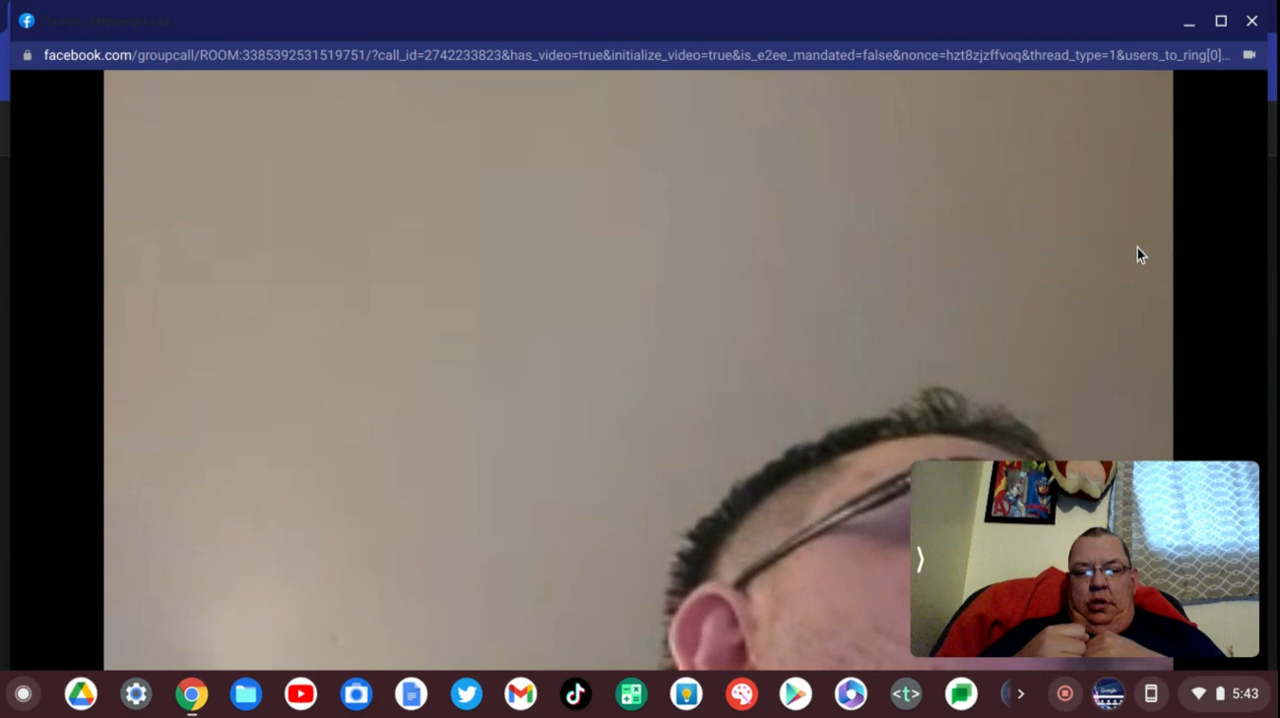 facebook.com/groupcall/ROOM:3385392531519751/?call_id=2742233823&has_video=true&initialize_video=true&is_e2ee_mandated=false&nonce=hzt8zjzffvoq&thread_type=1&users_to_ring[0]...
<t>
5:43